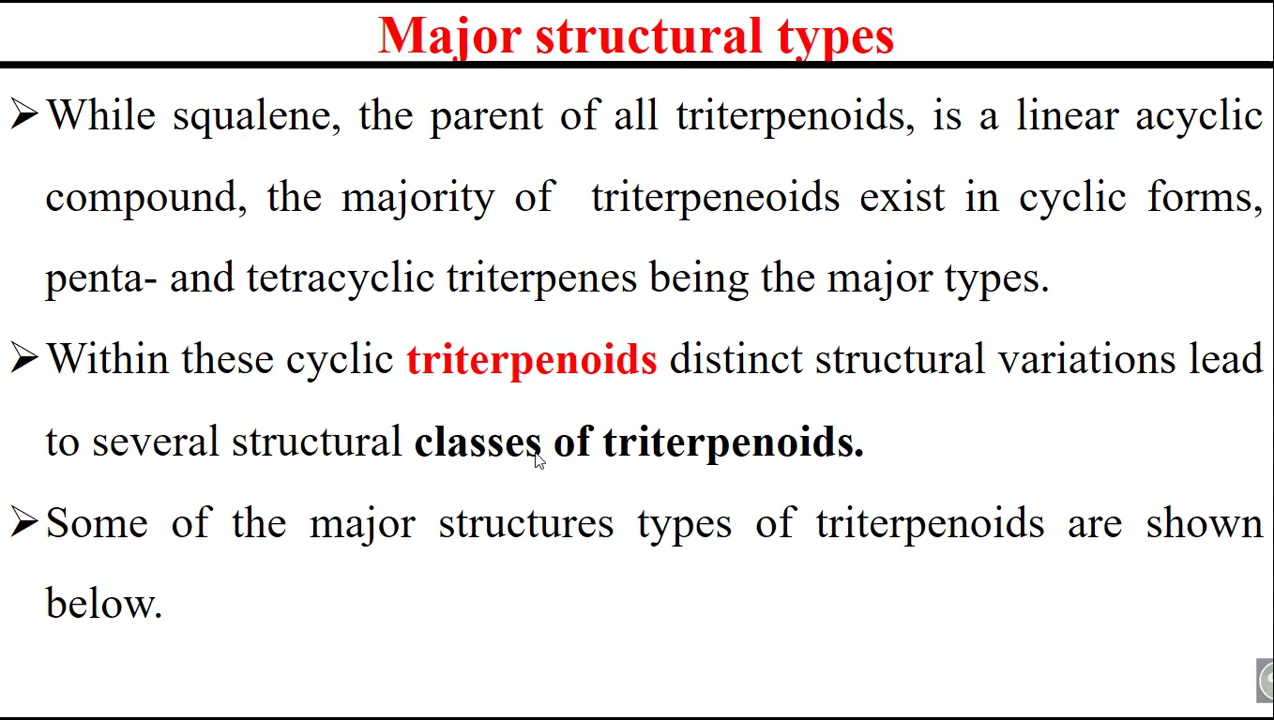 Major structural types
➢While squalene, the parent of all triterpenoids, is a linear acyclic
compound, the majority of triterpeneoids exist in cyclic forms,
penta- and tetracyclic triterpenes being the major types.
➢Within these cyclic triterpenoids distinct structural variations lead
to several structural classes of triterpenoids.
➢Some of the major structures types of triterpenoids are shown
below.